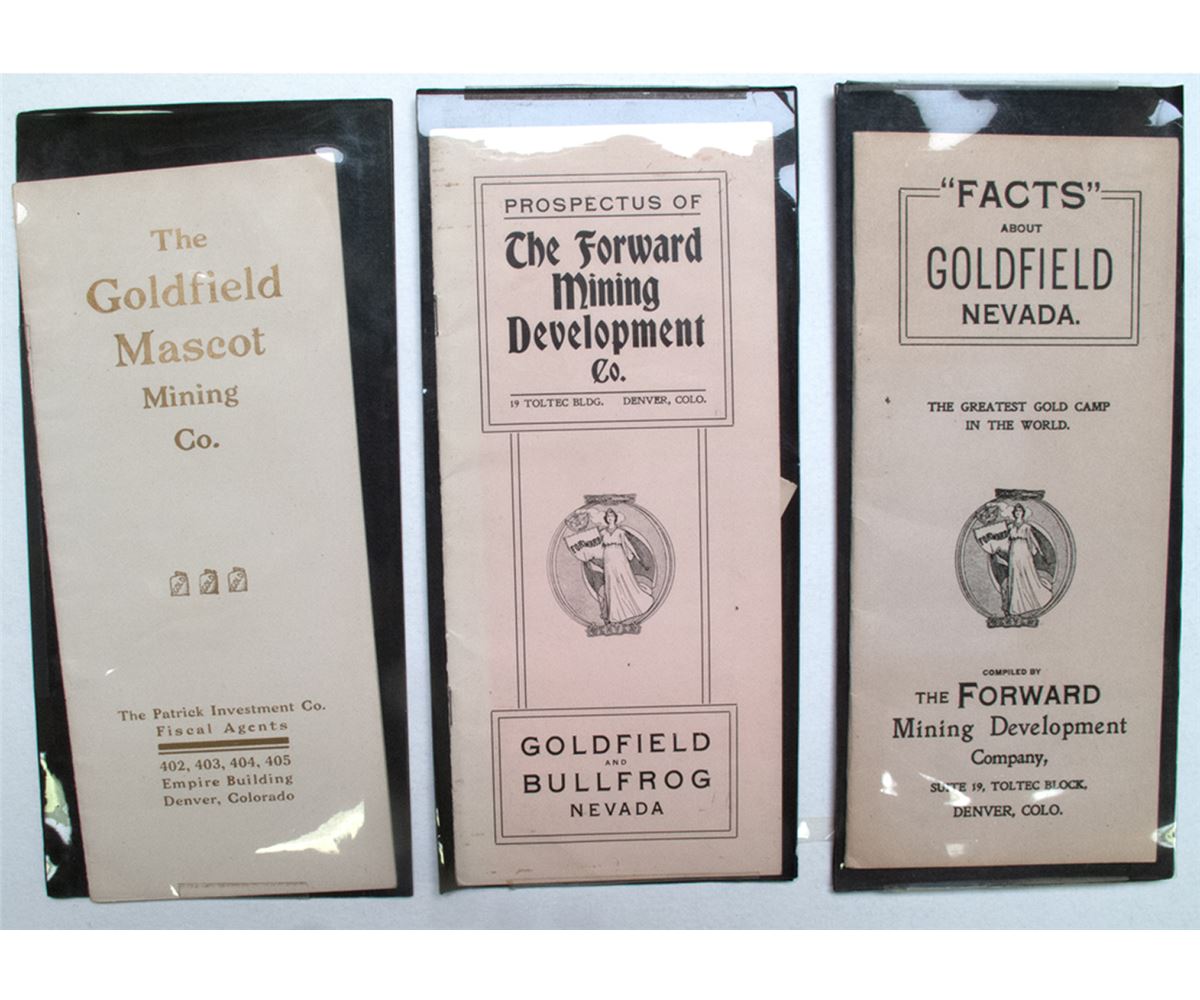 The
Goldfield
Mascot
Mining
Co.
The Patrick Investment Co.
Fiscal Agents
402, 403, 404, 405
Empire Building
Denver, Colorado
PROSPECTUS OF
The Forward
Mining
Development
Co.
19 TOLTEC BLDG. DENVER, COLO.
GOLDFIELD
AND
BULLFROG
NEVADA
"FACTS"
ABOUT
GOLDFIELD
NEVADA.
THE GREATEST GOLD CAMP
IN THE WORLD.
COMPILED BY
THE FORWARD
Mining Development
Company,
SUITE 19, TOLTEC BLOCK,
DENVER, COLO.